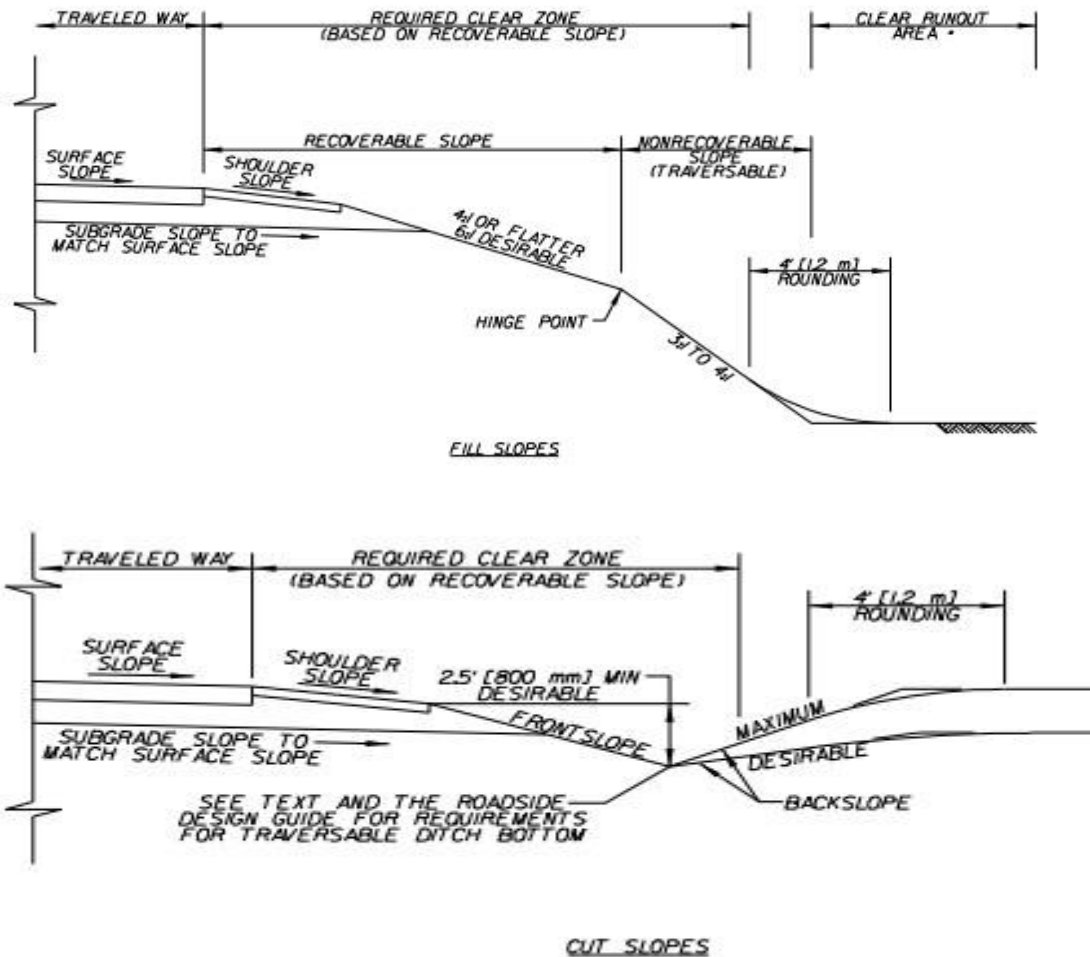 TRAVELED WAY
REQUIRED CLEAR ZONE
(BASED ON RECOVERABLE SLOPE)
CLEAR RUNOUT
AREA *
RECOVERABLE SLOPE
NONRECOVERABLE
SLOPE
(TRAVERSABLE)
SURFACE
SLOPE
SHOULDER
SLOPE
SUBGRADE SLOPE TO
MATCH SURFACE SLOPE
4:1 OR FLATTER
6:1 DESIRABLE
4' [1.2 m]
ROUNDING
HINGE POINT
3:1 TO 4:1
FILL SLOPES
TRAVELED WAY
REQUIRED CLEAR ZONE
(BASED ON RECOVERABLE SLOPE)
4' [1.2 m]
ROUNDING
SURFACE
SLOPE
SHOULDER
SLOPE
2.5' [800 mm] MIN
DESIRABLE
FRONTSLOPE
MAXIMUM
DESIRABLE
SUBGRADE SLOPE TO
MATCH SURFACE SLOPE
BACKSLOPE
SEE TEXT AND THE ROADSIDE
DESIGN GUIDE FOR REQUIREMENTS
FOR TRAVERSABLE DITCH BOTTOM
CUT SLOPES